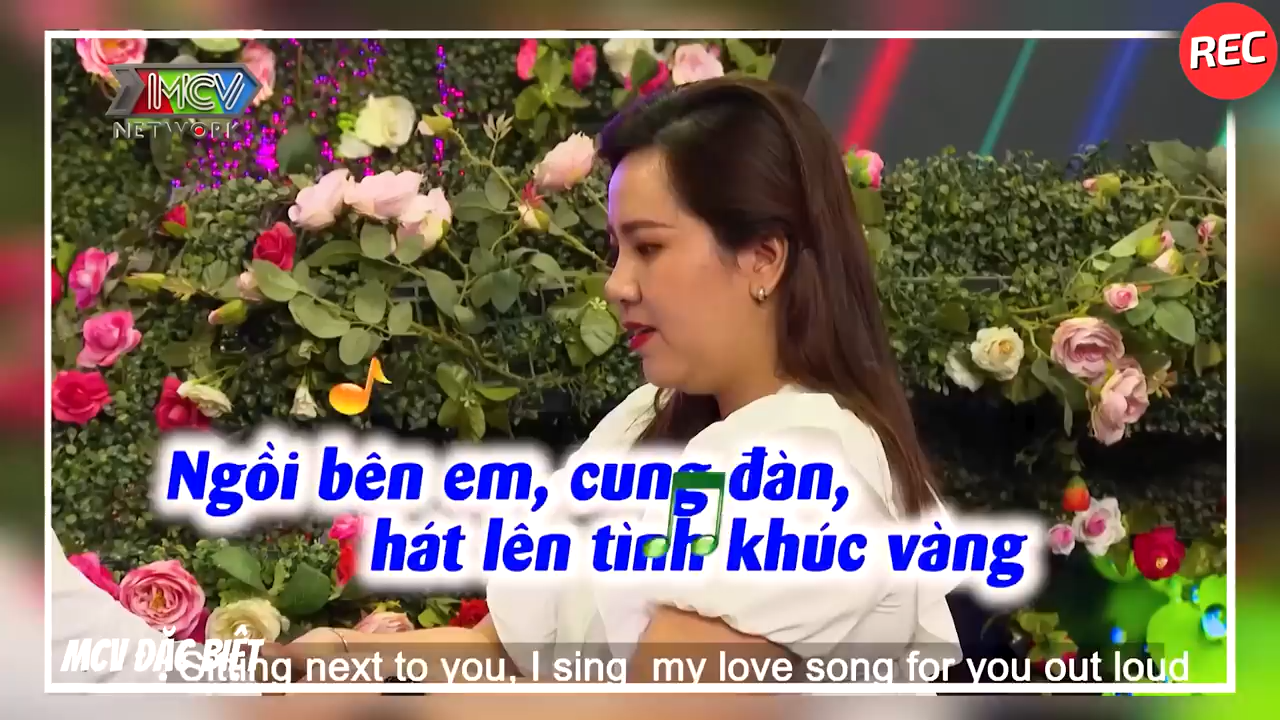 REC
MCV
NETWORK
Ngồi bên em, cung đàn,
hát lên tình khúc vàng
MCV ĐẶC BIỆT
Sitting next to you, I sing my love song for you out loud